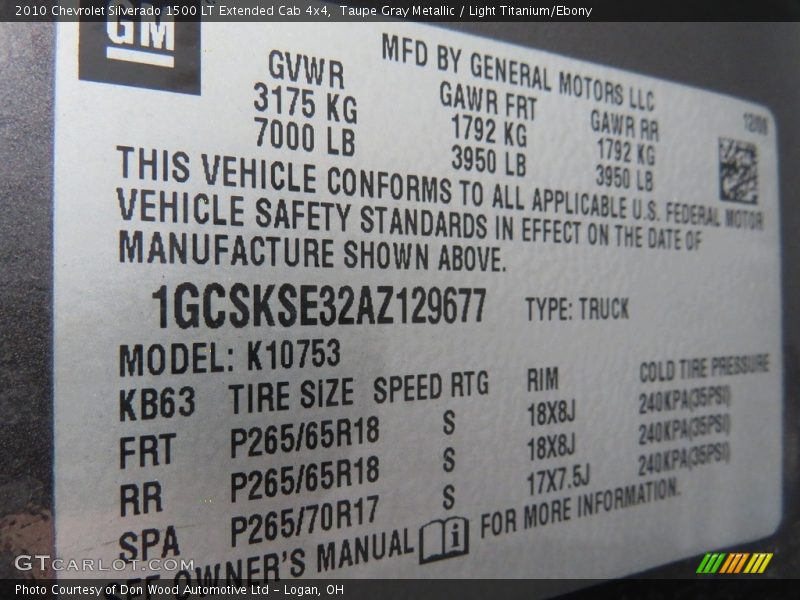 2010 Chevrolet Silverado 1500 LT Extended Cab 4x4, Taupe Gray Metallic / Light Titanium/Ebony
GM
MFD BY GENERAL MOTORS LLC
GVWR GAWR FRT GAWR RR 12/09
3175 KG 1792 KG 1792 KG
7000 LB 3950 LB 3950 LB
THIS VEHICLE CONFORMS TO ALL APPLICABLE U.S. FEDERAL MOTOR
VEHICLE SAFETY STANDARDS IN EFFECT ON THE DATE OF
MANUFACTURE SHOWN ABOVE.
1GCSKSE32AZ129677 TYPE: TRUCK
MODEL: K10753
KB63 TIRE SIZE SPEED RTG RIM COLD TIRE PRESSURE
FRT P265/65R18 S 18X8J 240KPA(35PSI)
RR P265/65R18 S 18X8J 240KPA(35PSI)
SPA P265/70R17 S 17X7.5J 240KPA(35PSI)
SEE OWNER'S MANUAL i FOR MORE INFORMATION.
GTCARLOT.COM
Photo Courtesy of Don Wood Automotive Ltd - Logan, OH